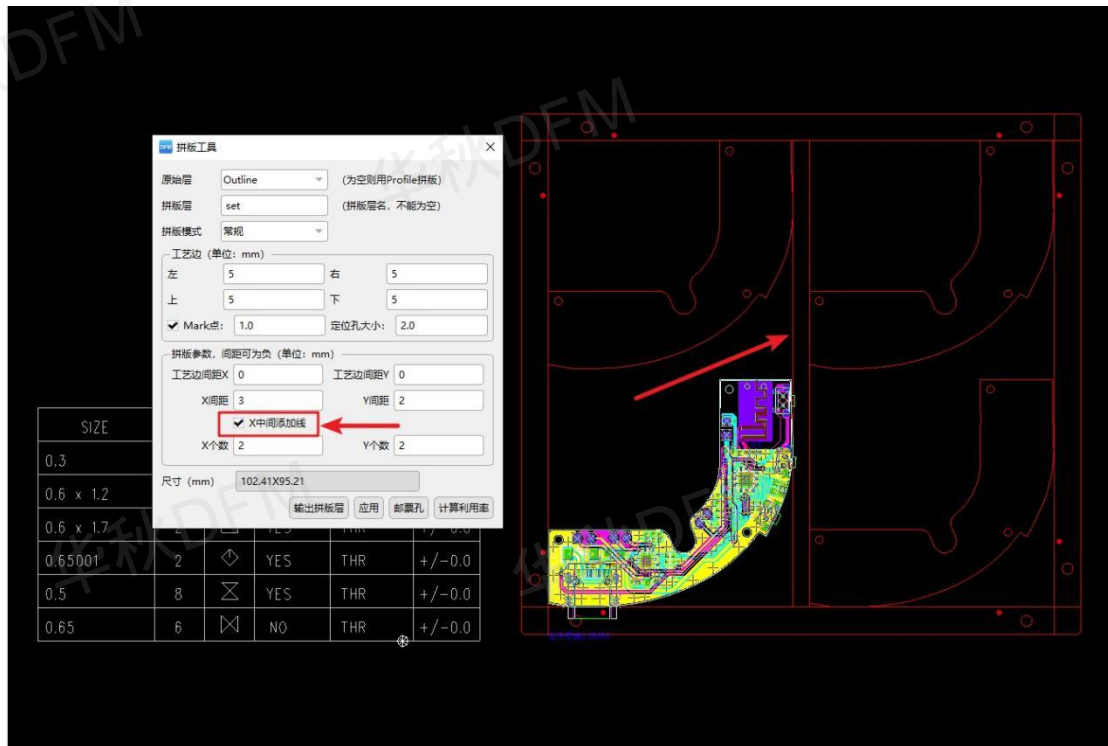 华秋DFM
华秋DFM
DFM 拼版工具
原始层 Outline (为空则用Profile拼版)
拼版层 set (拼版层名, 不能为空)
拼版模式 常规
工艺边 (单位: mm)
左 5 右 5
上 5 下 5
Mark点: 1.0 定位孔大小: 2.0
拼版参数, 间距可为负 (单位: mm)
工艺边间距X 0 工艺边间距Y 0
X间距 3 Y间距 2
X中间添加线
X个数 2 Y个数 2
尺寸 (mm) 102.41X95.21
输出拼版层 应用 邮票孔 计算利用率
SIZE
0.3
0.6 x 1.2
0.6 x 1.7 2 YES THR +/-0.0
0.65001 2 YES THR +/-0.0
0.5 8 YES THR +/-0.0
0.65 6 NO THR +/-0.0
华秋DFM
华秋DFM